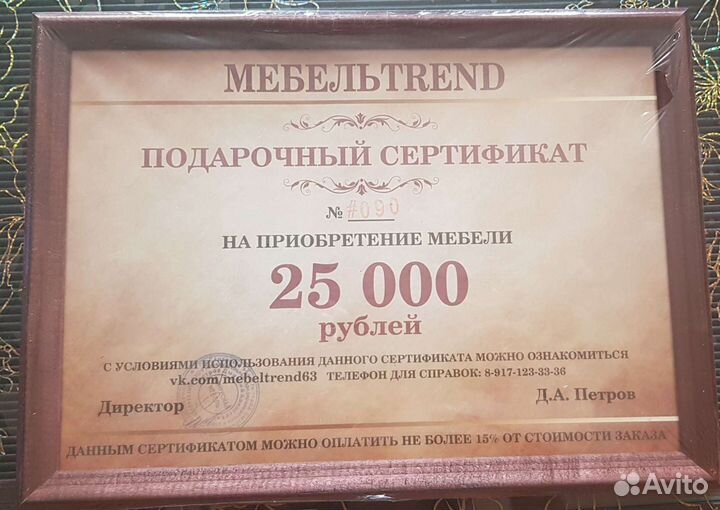 МЕБЕЛЬTREND
ПОДАРОЧНЫЙ СЕРТИФИКАТ
№ #090
НА ПРИОБРЕТЕНИЕ МЕБЕЛИ
25 000
рублей
С УСЛОВИЯМИ ИСПОЛЬЗОВАНИЯ ДАННОГО СЕРТИФИКАТА МОЖНО ОЗНАКОМИТЬСЯ
vk.com/mebeltrend63 ТЕЛЕФОН ДЛЯ СПРАВОК: 8-917-123-33-36
Директор Д.А. Петров
ДАННЫМ СЕРТИФИКАТОМ МОЖНО ОПЛАТИТЬ НЕ БОЛЕЕ 15% ОТ СТОИМОСТИ ЗАКАЗА
Avito